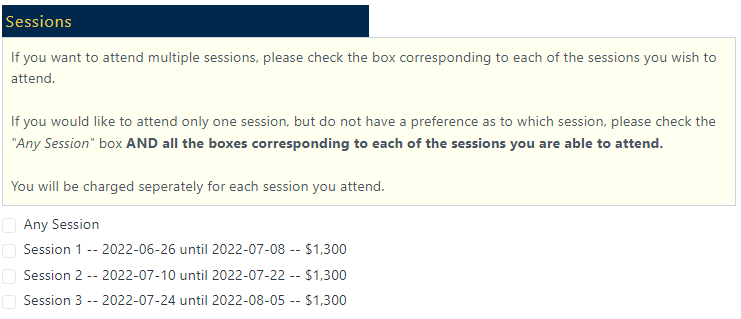 Sessions
If you want to attend multiple sessions, please check the box corresponding to each of the sessions you wish to
attend.
If you would like to attend only one session, but do not have a preference as to which session, please check the
"Any Session" box AND all the boxes corresponding to each of the sessions you are able to attend.
You will be charged seperately for each session you attend.
Any Session
Session 1 -- 2022-06-26 until 2022-07-08 -- $1,300
Session 2 -- 2022-07-10 until 2022-07-22 -- $1,300
Session 3 -- 2022-07-24 until 2022-08-05 -- $1,300